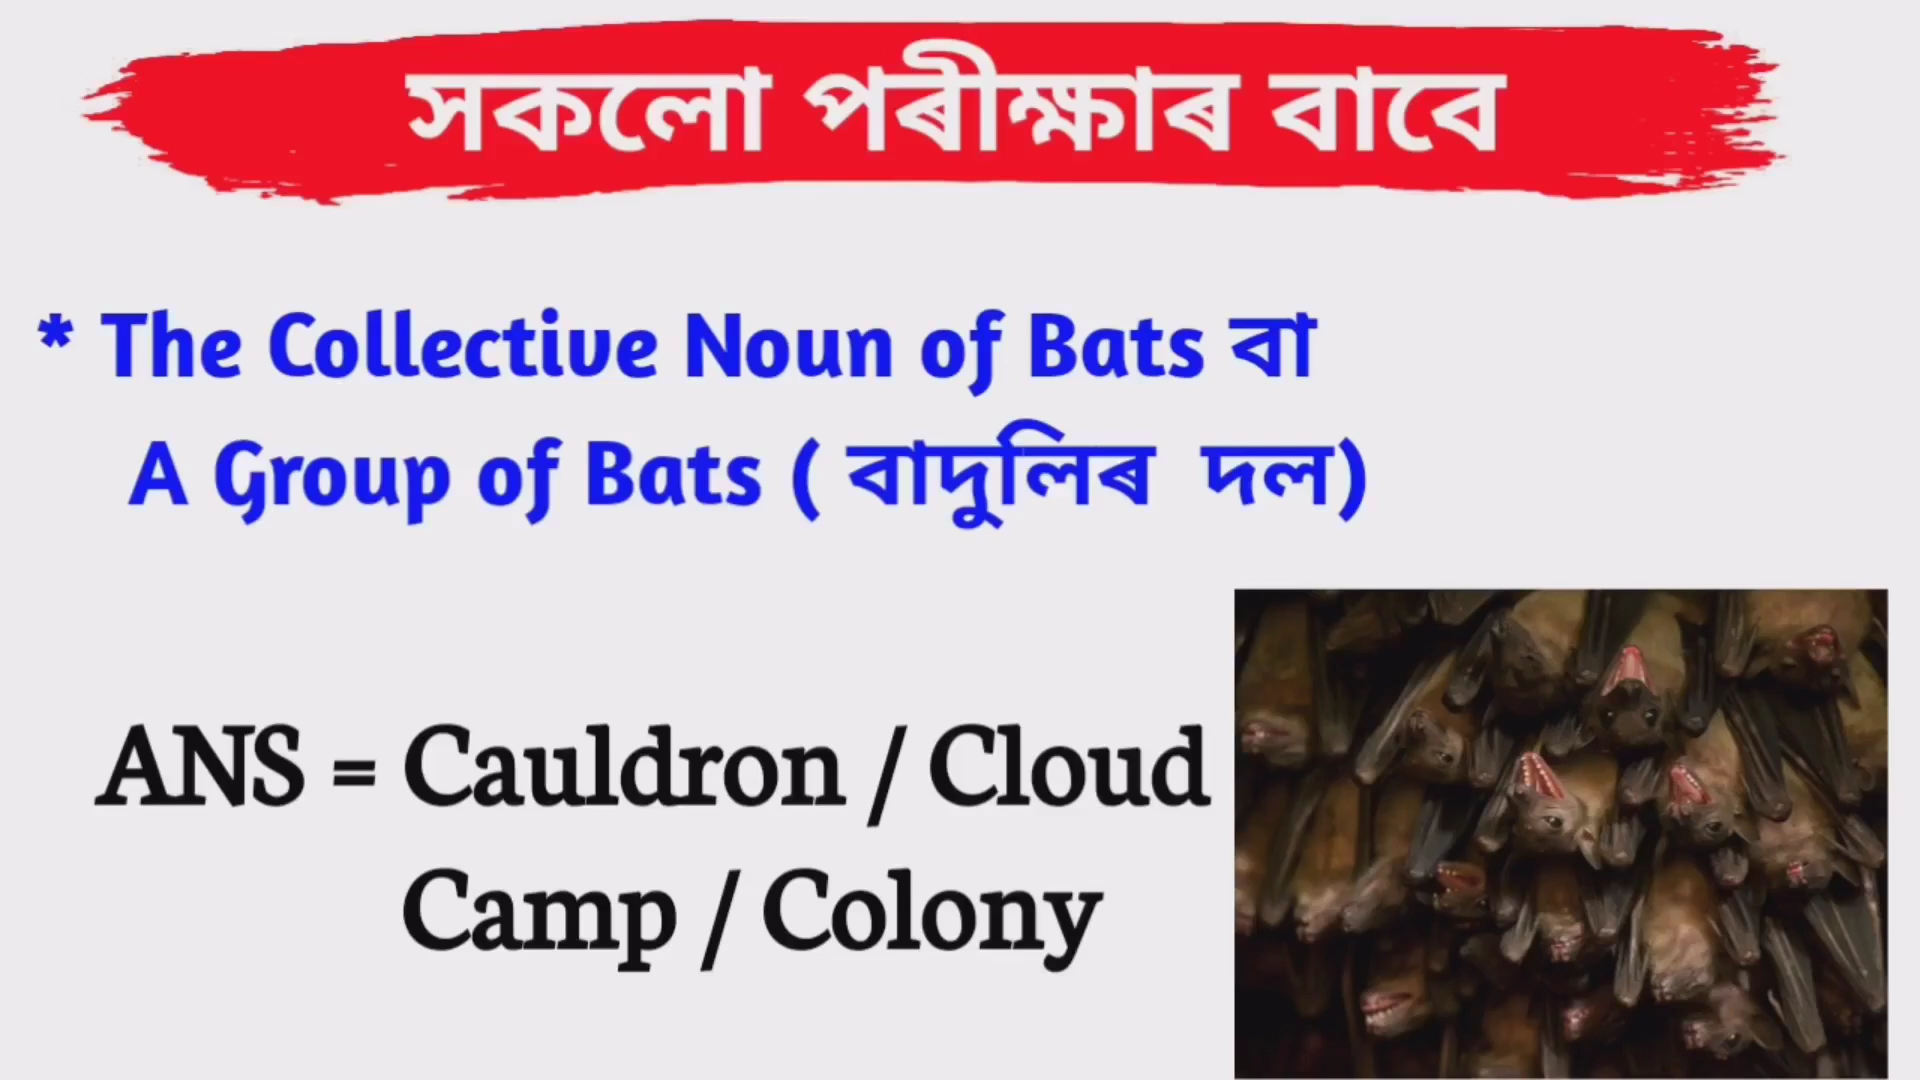 সকলো পৰীক্ষাৰ বাবে
* The Collective Noun of Bats বা
A Group of Bats ( বাদুলিৰ দল)
ANS = Cauldron / Cloud
Camp / Colony